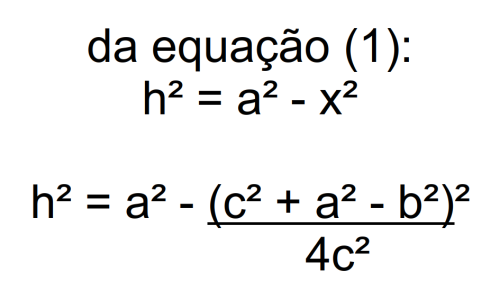 da equação (1):
h² = a² - x²
h² = a² - (c² + a² - b²)²
4c²